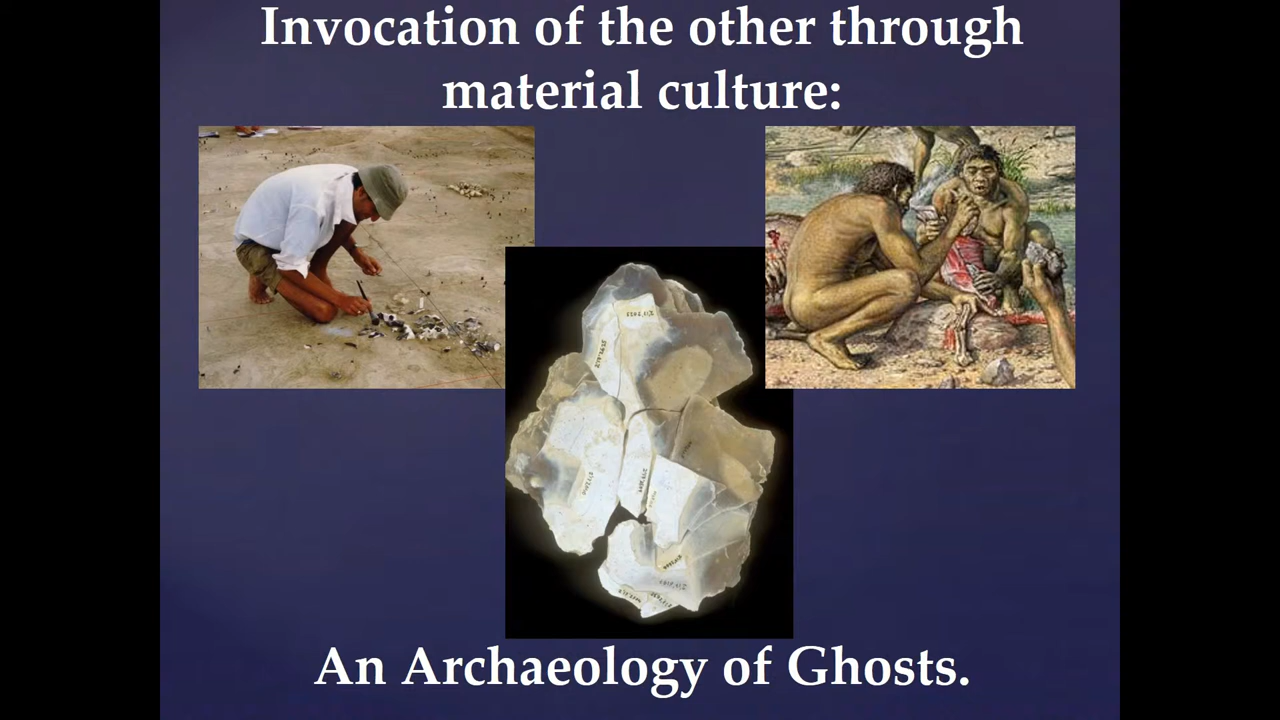 Invocation of the other through
material culture:
An Archaeology of Ghosts.